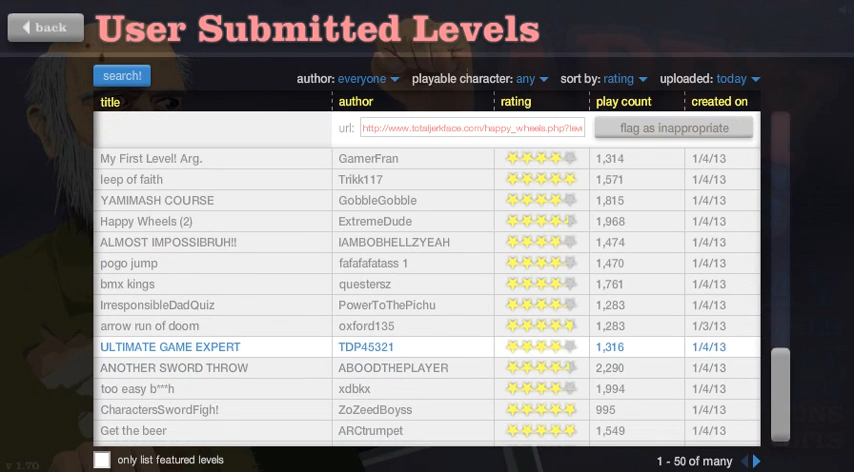 back
User Submitted Levels
search!
author: everyone playable character: any sort by: rating uploaded: today
title author rating play count created on
url: http://www.totaljerkface.com/happy_wheels.php?leve flag as inappropriate
My First Level! Arg. GamerFran 1,314 1/4/13
leep of faith Trikk117 1,571 1/4/13
YAMIMASH COURSE GobbleGobble 1,815 1/4/13
Happy Wheels (2) ExtremeDude 1,968 1/4/13
ALMOST IMPOSSIBRUH!! IAMBOBHELLZYEAH 1,474 1/4/13
pogo jump fafafafatass 1 1,470 1/4/13
bmx kings questersz 1,761 1/4/13
IrresponsibleDadQuiz PowerToThePichu 1,283 1/4/13
arrow run of doom oxford135 1,283 1/3/13
ULTIMATE GAME EXPERT TDP45321 1,316 1/4/13
ANOTHER SWORD THROW ABOODTHEPLAYER 2,290 1/4/13
too easy b***h xdbkx 1,994 1/4/13
CharactersSwordFigh! ZoZeedBoyss 995 1/4/13
Get the beer ARCtrumpet 1,549 1/4/13
only list featured levels 1 - 50 of many
v 1.70